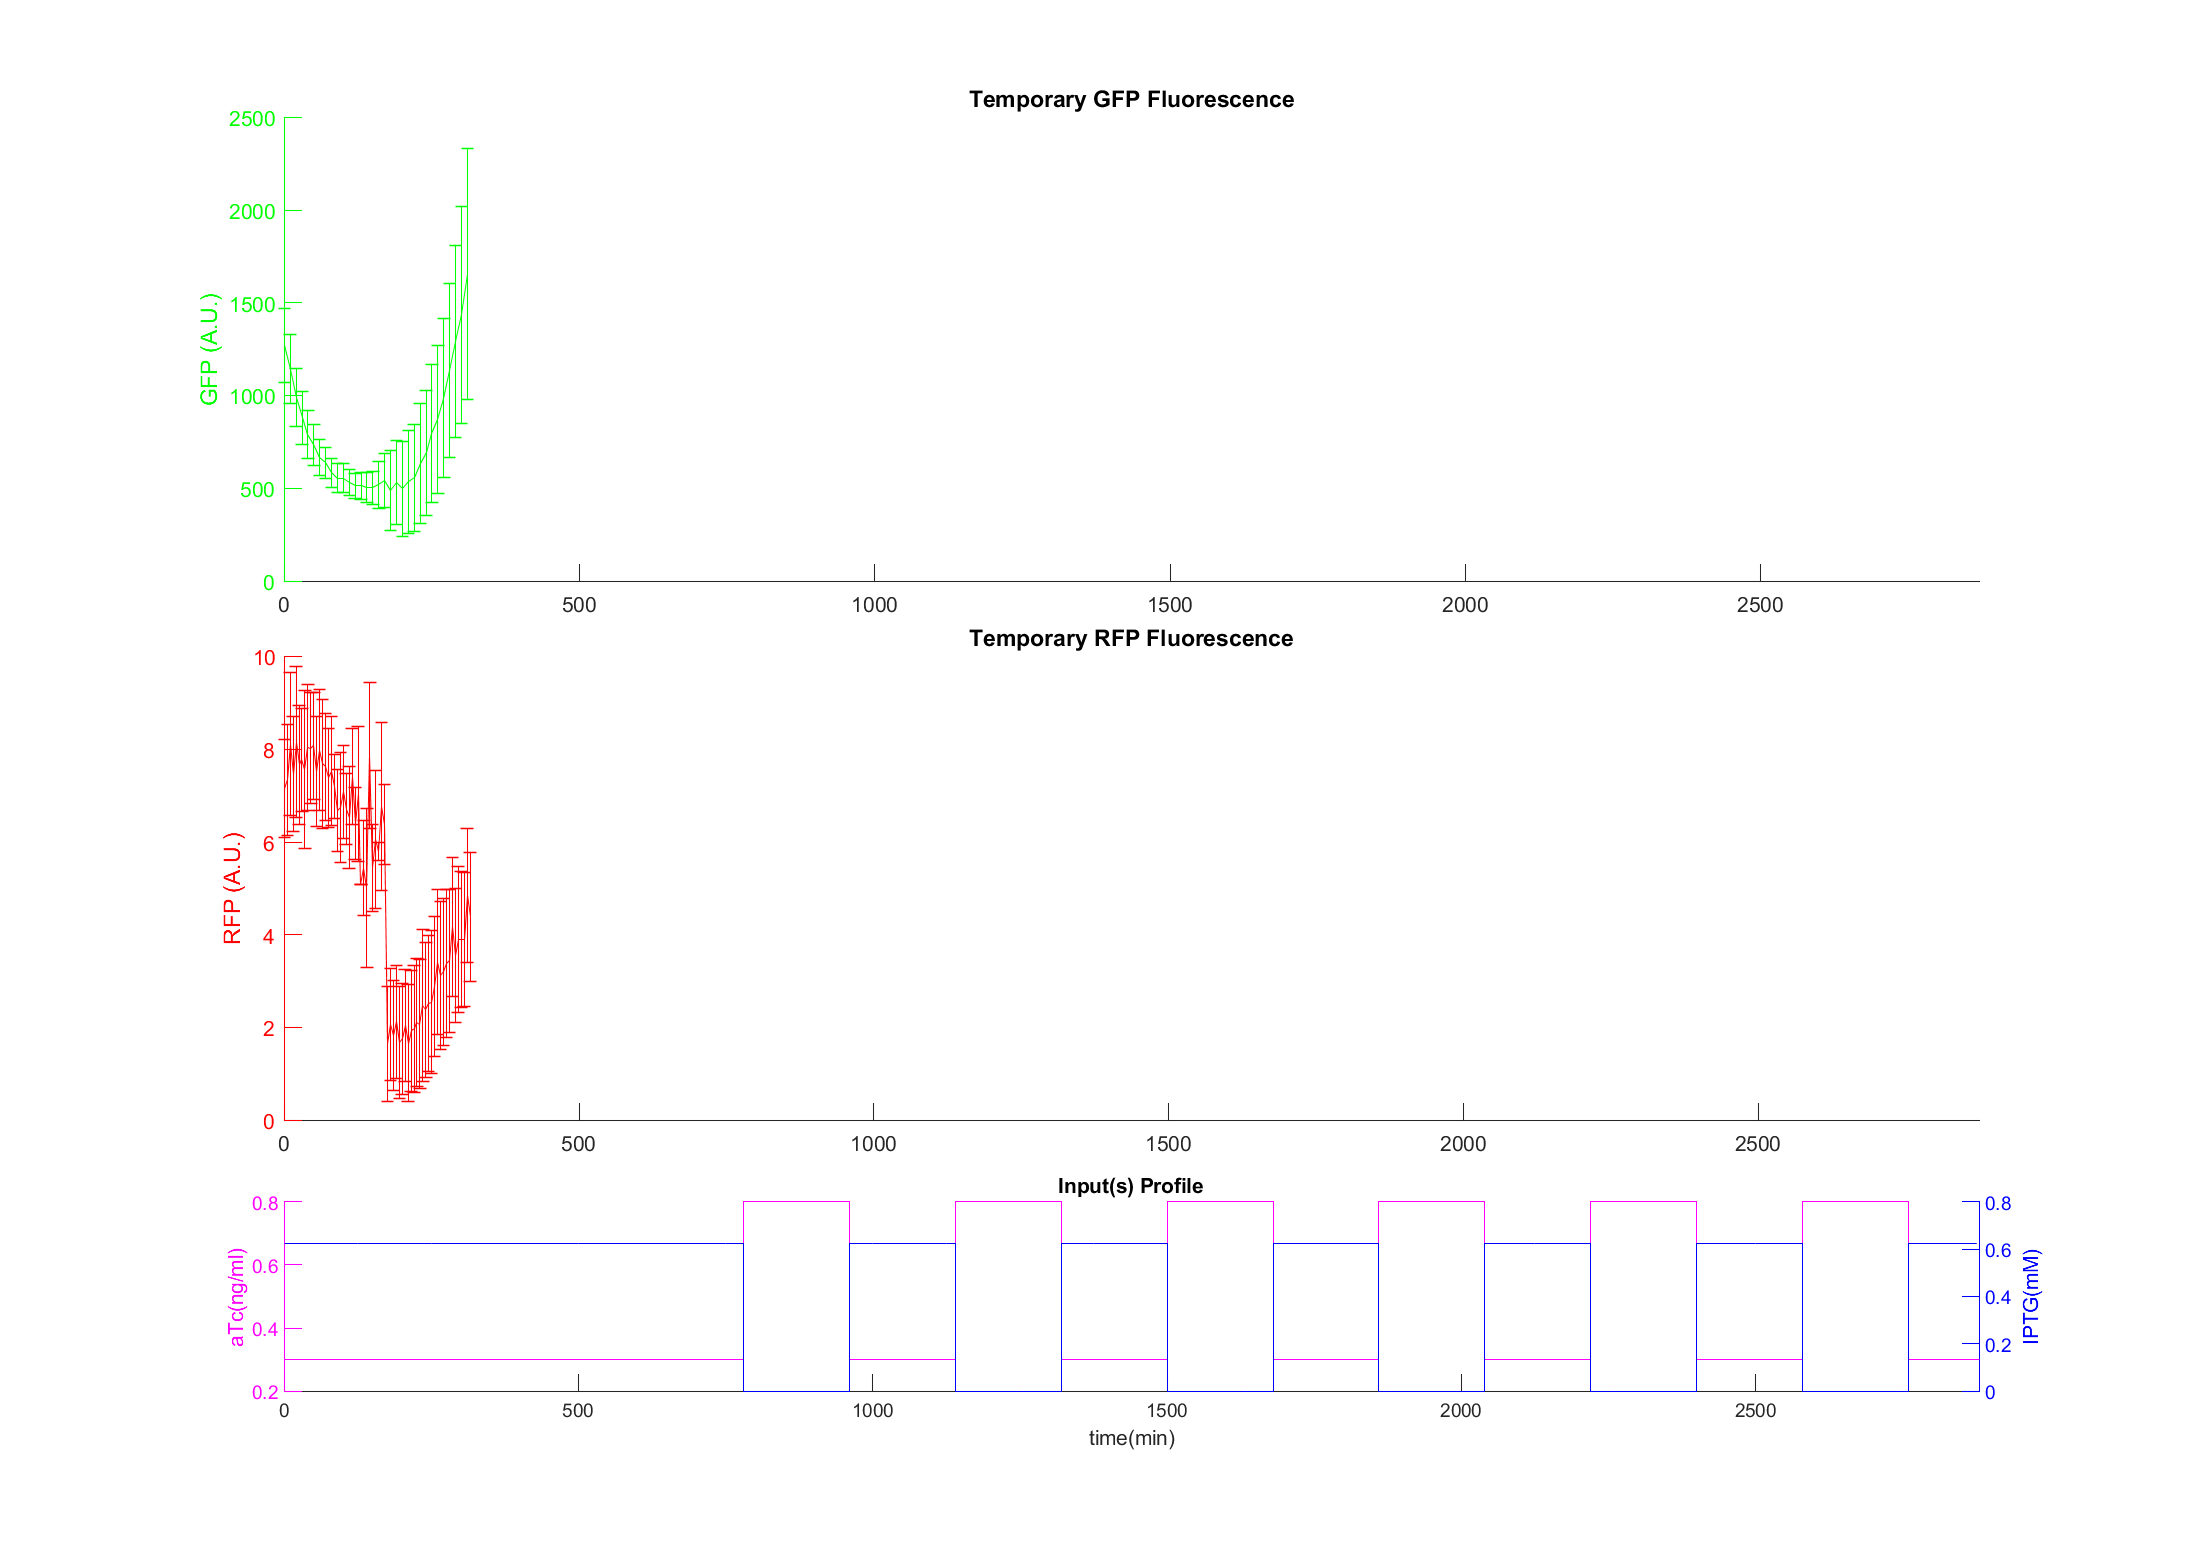 Temporary GFP Fluorescence
2500
2000
1500
1000
500
0
GFP (A.U.)
0 500 1000 1500 2000 2500
Temporary RFP Fluorescence
10
8
6
4
2
0
RFP (A.U.)
0 500 1000 1500 2000 2500
Input(s) Profile
0.8
0.6
0.4
0.2
aTc(ng/ml)
0.8
0.6
0.4
0.2
0
IPTG(mM)
0 500 1000 1500 2000 2500
time(min)